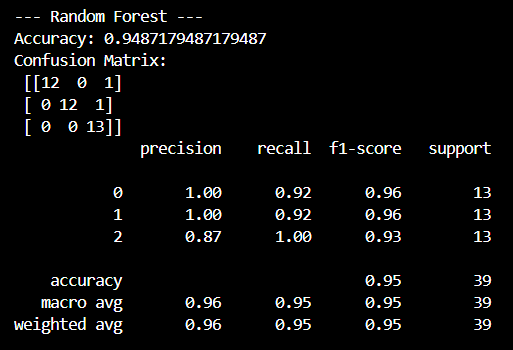 --- Random Forest ---
Accuracy: 0.9487179487179487
Confusion Matrix:
[[12  0  1]
[ 0 12  1]
[ 0  0 13]]
precision    recall  f1-score   support
0       1.00      0.92      0.96        13
1       1.00      0.92      0.96        13
2       0.87      1.00      0.93        13
accuracy                           0.95        39
macro avg       0.96      0.95      0.95        39
weighted avg       0.96      0.95      0.95        39